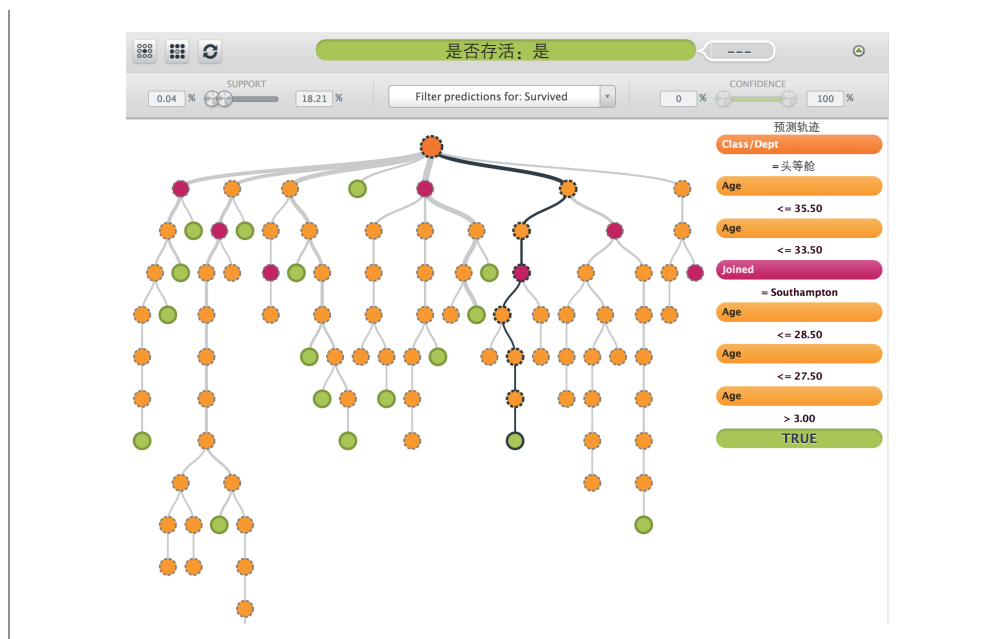 是否存活：是
---
SUPPORT
0.04 %
18.21 %
Filter predictions for: Survived
CONFIDENCE
0 %
100 %
预测轨迹
Class/Dept
=头等舱
Age
<= 35.50
Age
<= 33.50
Joined
= Southampton
Age
<= 28.50
Age
<= 27.50
Age
> 3.00
TRUE